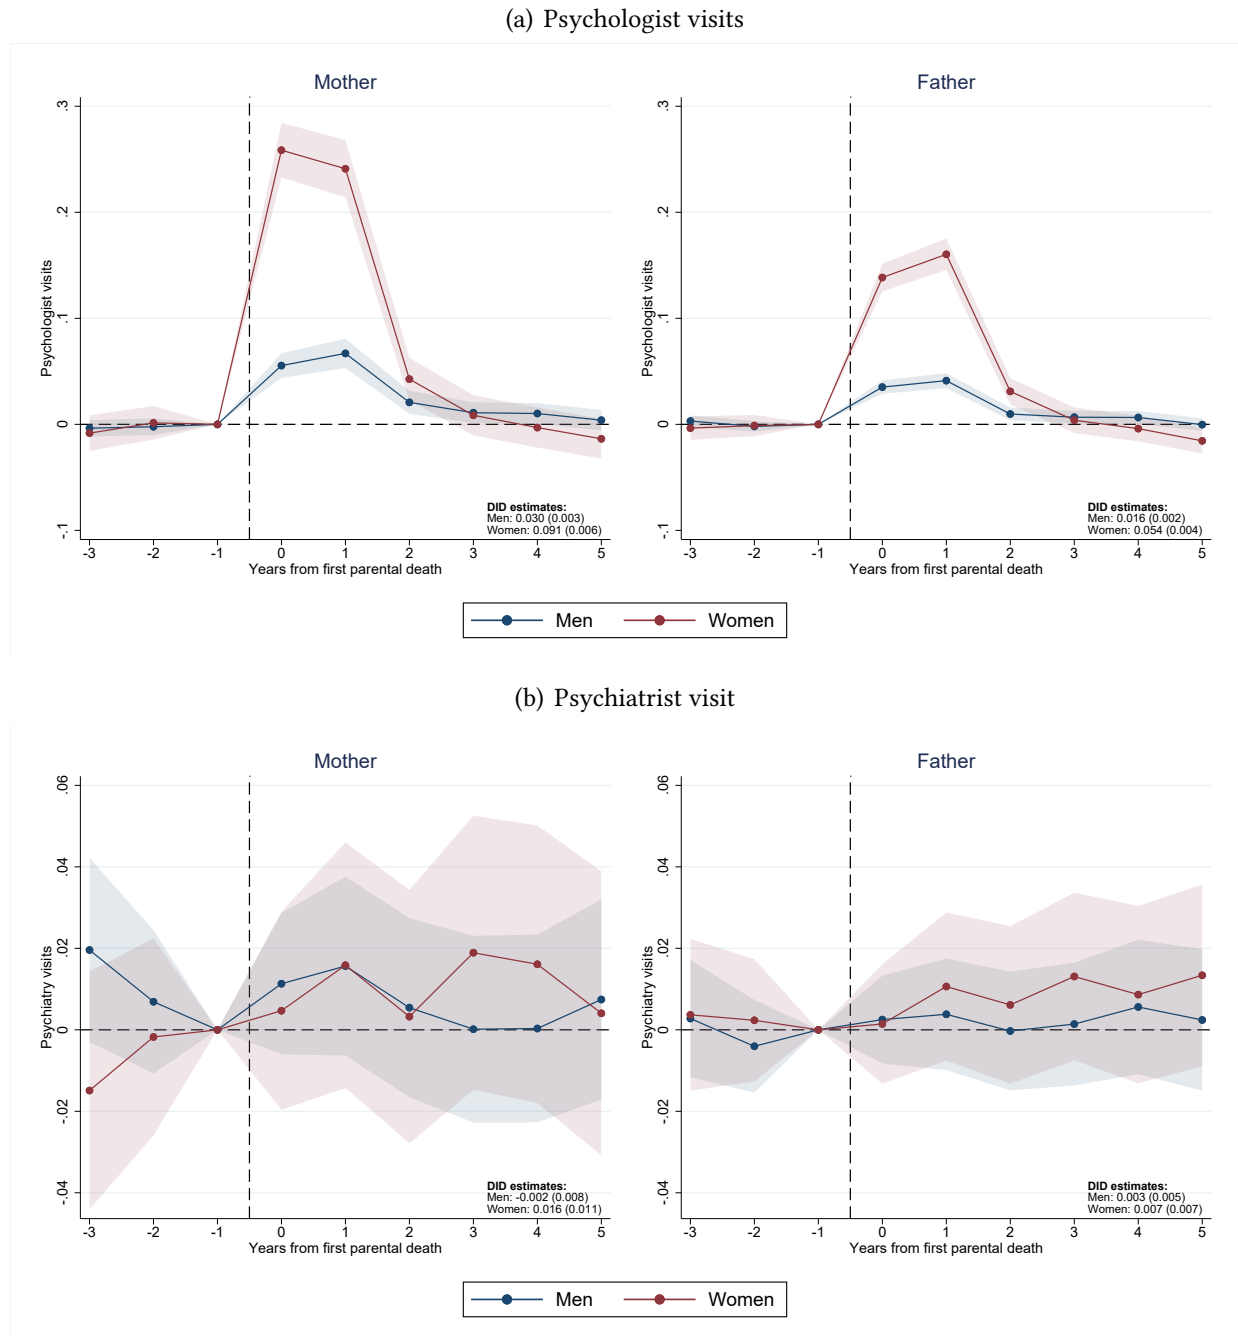 (a) Psychologist visits
Mother
Father
Psychologist visits
.3
.2
.1
0
-.1
DID estimates:
Men: 0.030 (0.003)
Women: 0.091 (0.006)
-3 -2 -1 0 1 2 3 4 5
Years from first parental death
Psychologist visits
.3
.2
.1
0
-.1
DID estimates:
Men: 0.016 (0.002)
Women: 0.054 (0.004)
-3 -2 -1 0 1 2 3 4 5
Years from first parental death
Men Women
(b) Psychiatrist visit
Mother
Father
Psychiatry visits
.06
.04
.02
0
-.02
-.04
DID estimates:
Men: -0.002 (0.008)
Women: 0.016 (0.011)
-3 -2 -1 0 1 2 3 4 5
Years from first parental death
Psychiatry visits
.06
.04
.02
0
-.02
-.04
DID estimates:
Men: 0.003 (0.005)
Women: 0.007 (0.007)
-3 -2 -1 0 1 2 3 4 5
Years from first parental death
Men Women